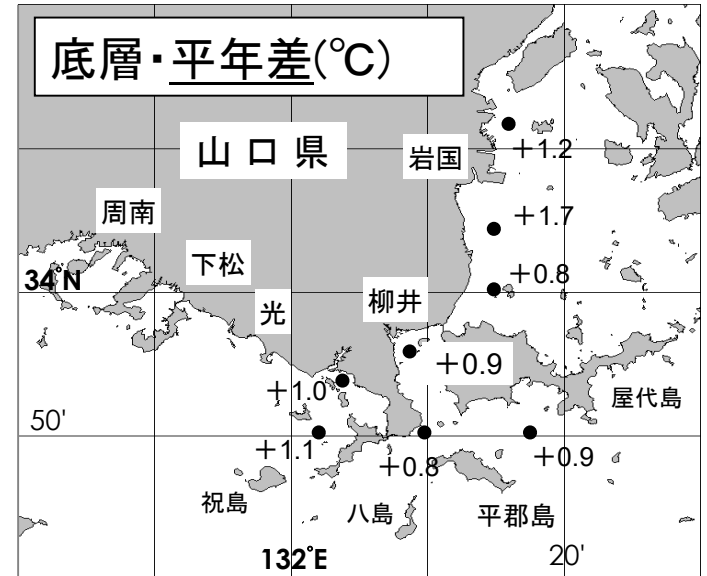 底層・平年差(℃)
山口県
岩国
+1.2
周南
+1.7
下松
+0.8
34°N
光
柳井
+0.9
+1.0
屋代島
50'
+1.1
+0.8
+0.9
祝島
八島
平郡島
132°E
20'